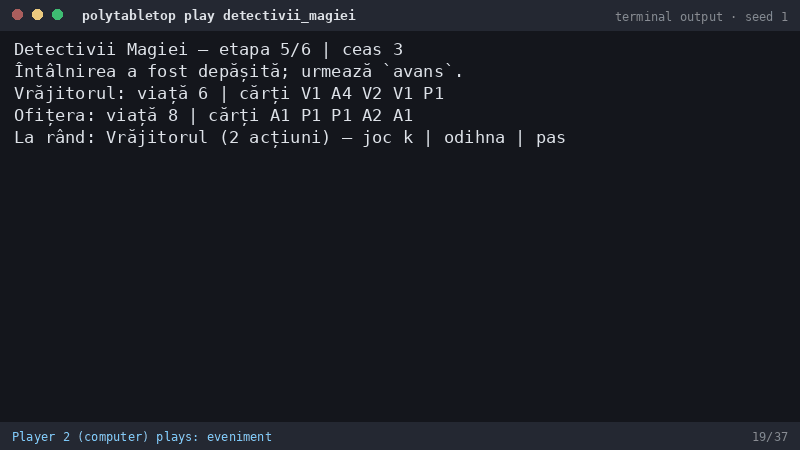 polytabletop play detectivii_magiei
terminal output · seed 1
Detectivii Magiei — etapa 5/6 | ceas 3
Întâlnirea a fost depășită; urmează `avans`.
Vrăjitorul: viață 6 | cărți V1 A4 V2 V1 P1
Ofițera: viață 8 | cărți A1 P1 P1 A2 A1
La rând: Vrăjitorul (2 acțiuni) — joc k | odihna | pas
Player 2 (computer) plays: eveniment
19/37